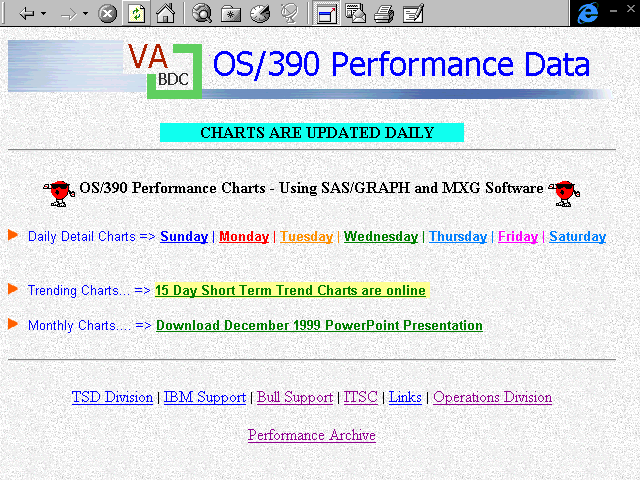 VA
BDC
OS/390 Performance Data
CHARTS ARE UPDATED DAILY
OS/390 Performance Charts - Using SAS/GRAPH and MXG Software
Daily Detail Charts => Sunday | Monday | Tuesday | Wednesday | Thursday | Friday | Saturday
Trending Charts... => 15 Day Short Term Trend Charts are online
Monthly Charts.... => Download December 1999 PowerPoint Presentation
TSD Division | IBM Support | Bull Support | ITSC | Links | Operations Division
Performance Archive